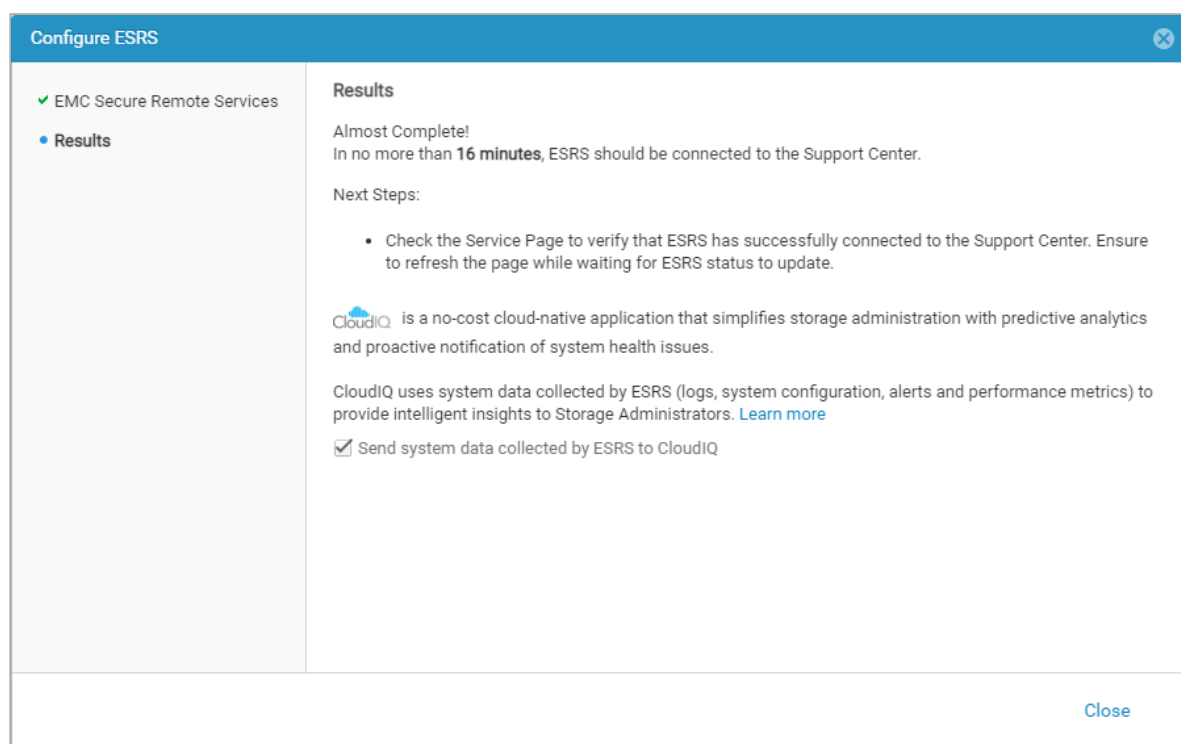 Configure ESRS
EMC Secure Remote Services
Results
Results
Almost Complete!
In no more than 16 minutes, ESRS should be connected to the Support Center.
Next Steps:
• Check the Service Page to verify that ESRS has successfully connected to the Support Center. Ensure
to refresh the page while waiting for ESRS status to update.
CloudIQ is a no-cost cloud-native application that simplifies storage administration with predictive analytics
and proactive notification of system health issues.
CloudIQ uses system data collected by ESRS (logs, system configuration, alerts and performance metrics) to
provide intelligent insights to Storage Administrators. Learn more
Send system data collected by ESRS to CloudIQ
Close